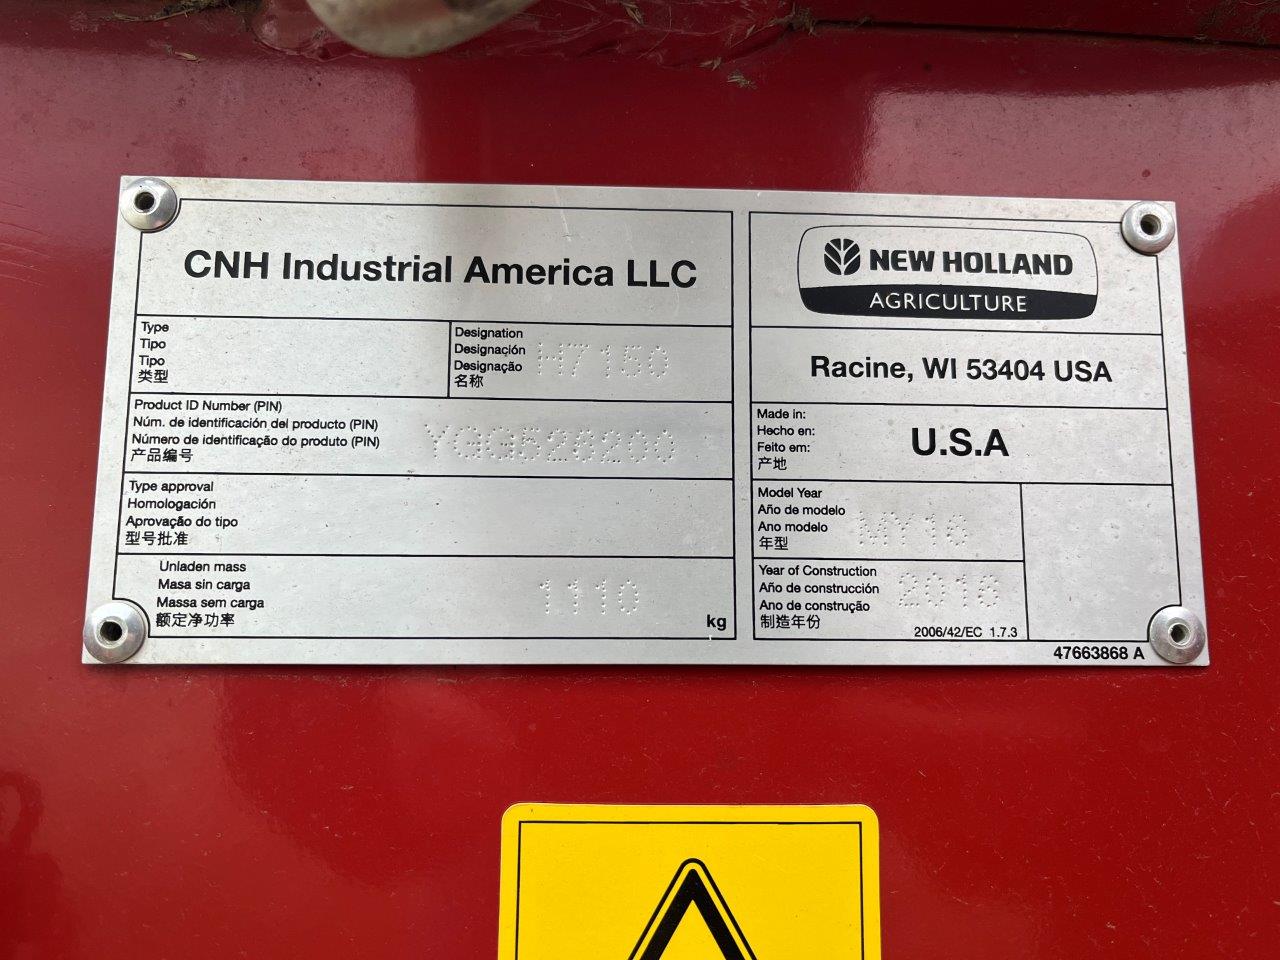 CNH Industrial America LLC
Type
Tipo
Tipo
类型
Designation
Designación
Designação
名称
H7150
Product ID Number (PIN)
Núm. de identificación del producto (PIN)
Número de identificação do produto (PIN)
产品编号
YGG528200
Type approval
Homologación
Aprovação do tipo
型号批准
Unladen mass
Masa sin carga
Massa sem carga
额定净功率
1110
kg
NEW HOLLAND
AGRICULTURE
Racine, WI 53404 USA
Made in:
Hecho en:
Feito em:
产地
U.S.A
Model Year
Año de modelo
Ano modelo
年型
MY16
Year of Construction
Año de construcción
Ano de construção
制造年份
2016
2006/42/EC 1.7.3
47663868 A